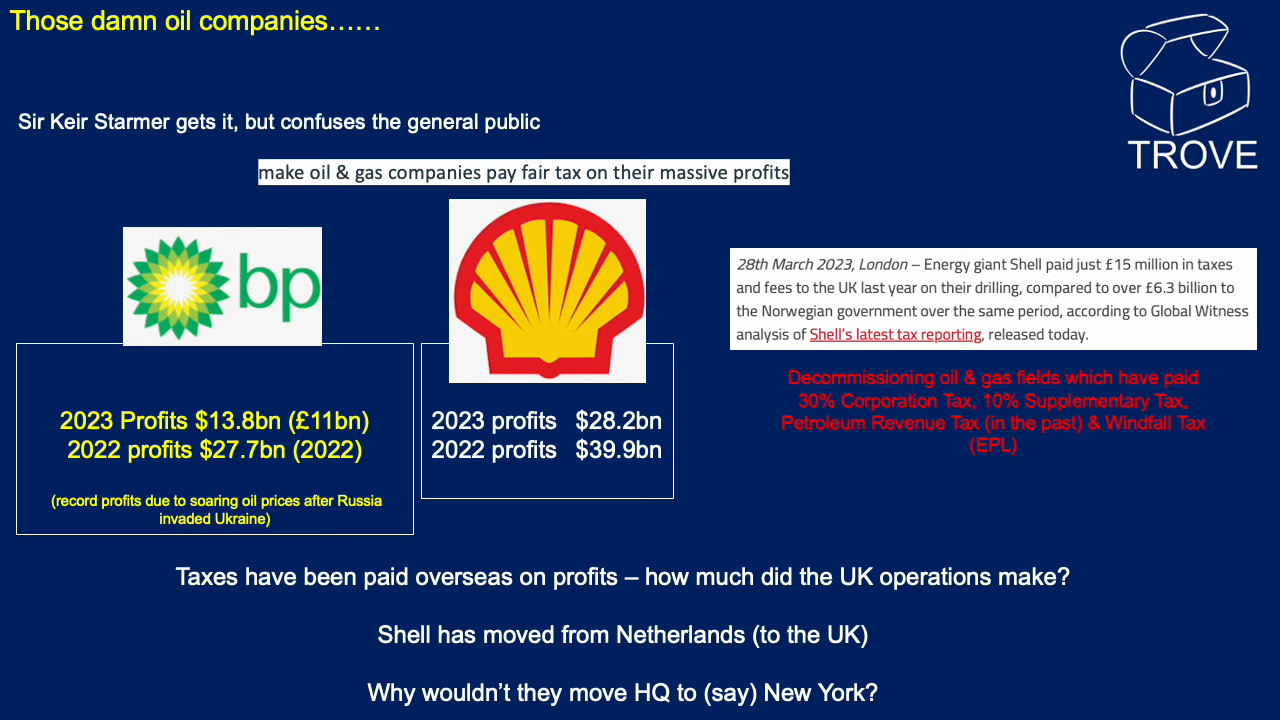 Those damn oil companies……
TROVE
Sir Keir Starmer gets it, but confuses the general public
make oil & gas companies pay fair tax on their massive profits
bp
28th March 2023, London – Energy giant Shell paid just £15 million in taxes
and fees to the UK last year on their drilling, compared to over £6.3 billion to
the Norwegian government over the same period, according to Global Witness
analysis of Shell’s latest tax reporting, released today.
Decommissioning oil & gas fields which have paid
30% Corporation Tax, 10% Supplementary Tax,
Petroleum Revenue Tax (in the past) & Windfall Tax
(EPL)
2023 Profits $13.8bn (£11bn)
2022 profits $27.7bn (2022)
(record profits due to soaring oil prices after Russia
invaded Ukraine)
2023 profits $28.2bn
2022 profits $39.9bn
Taxes have been paid overseas on profits – how much did the UK operations make?
Shell has moved from Netherlands (to the UK)
Why wouldn’t they move HQ to (say) New York?